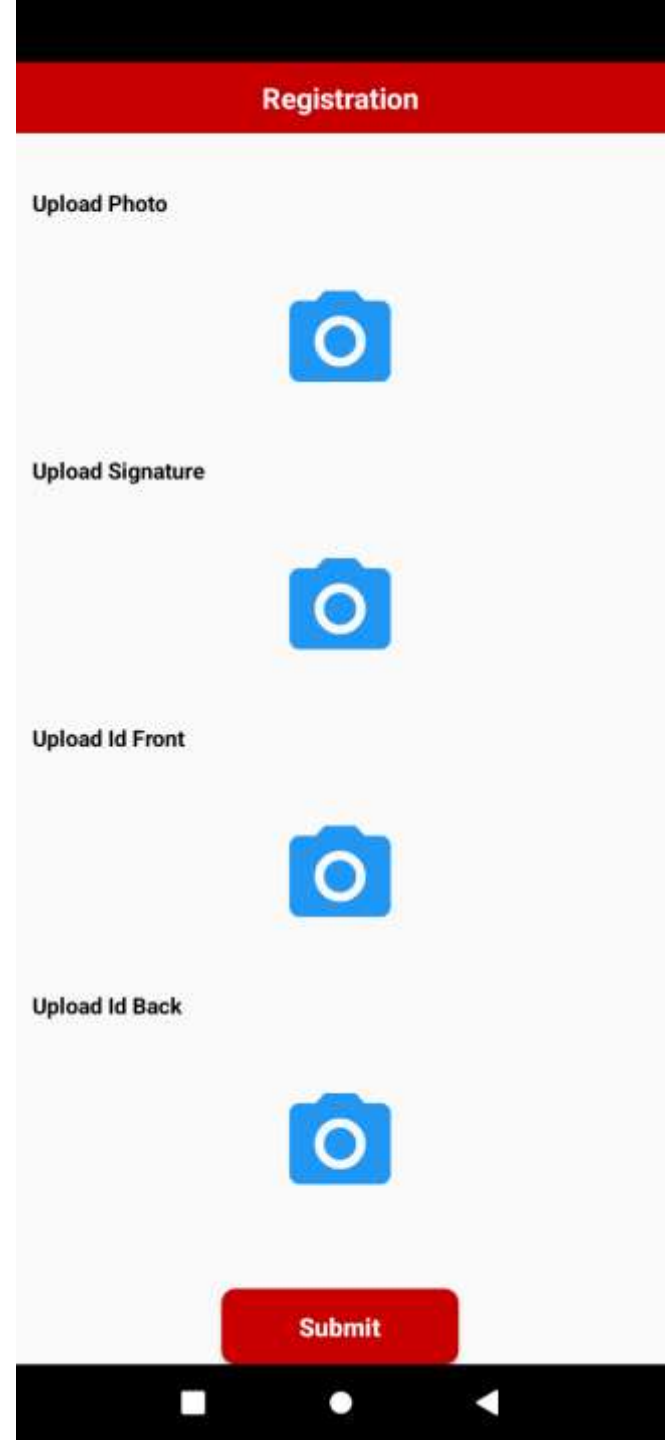 Registration
Upload Photo
Upload Signature
Upload Id Front
Upload Id Back
Submit